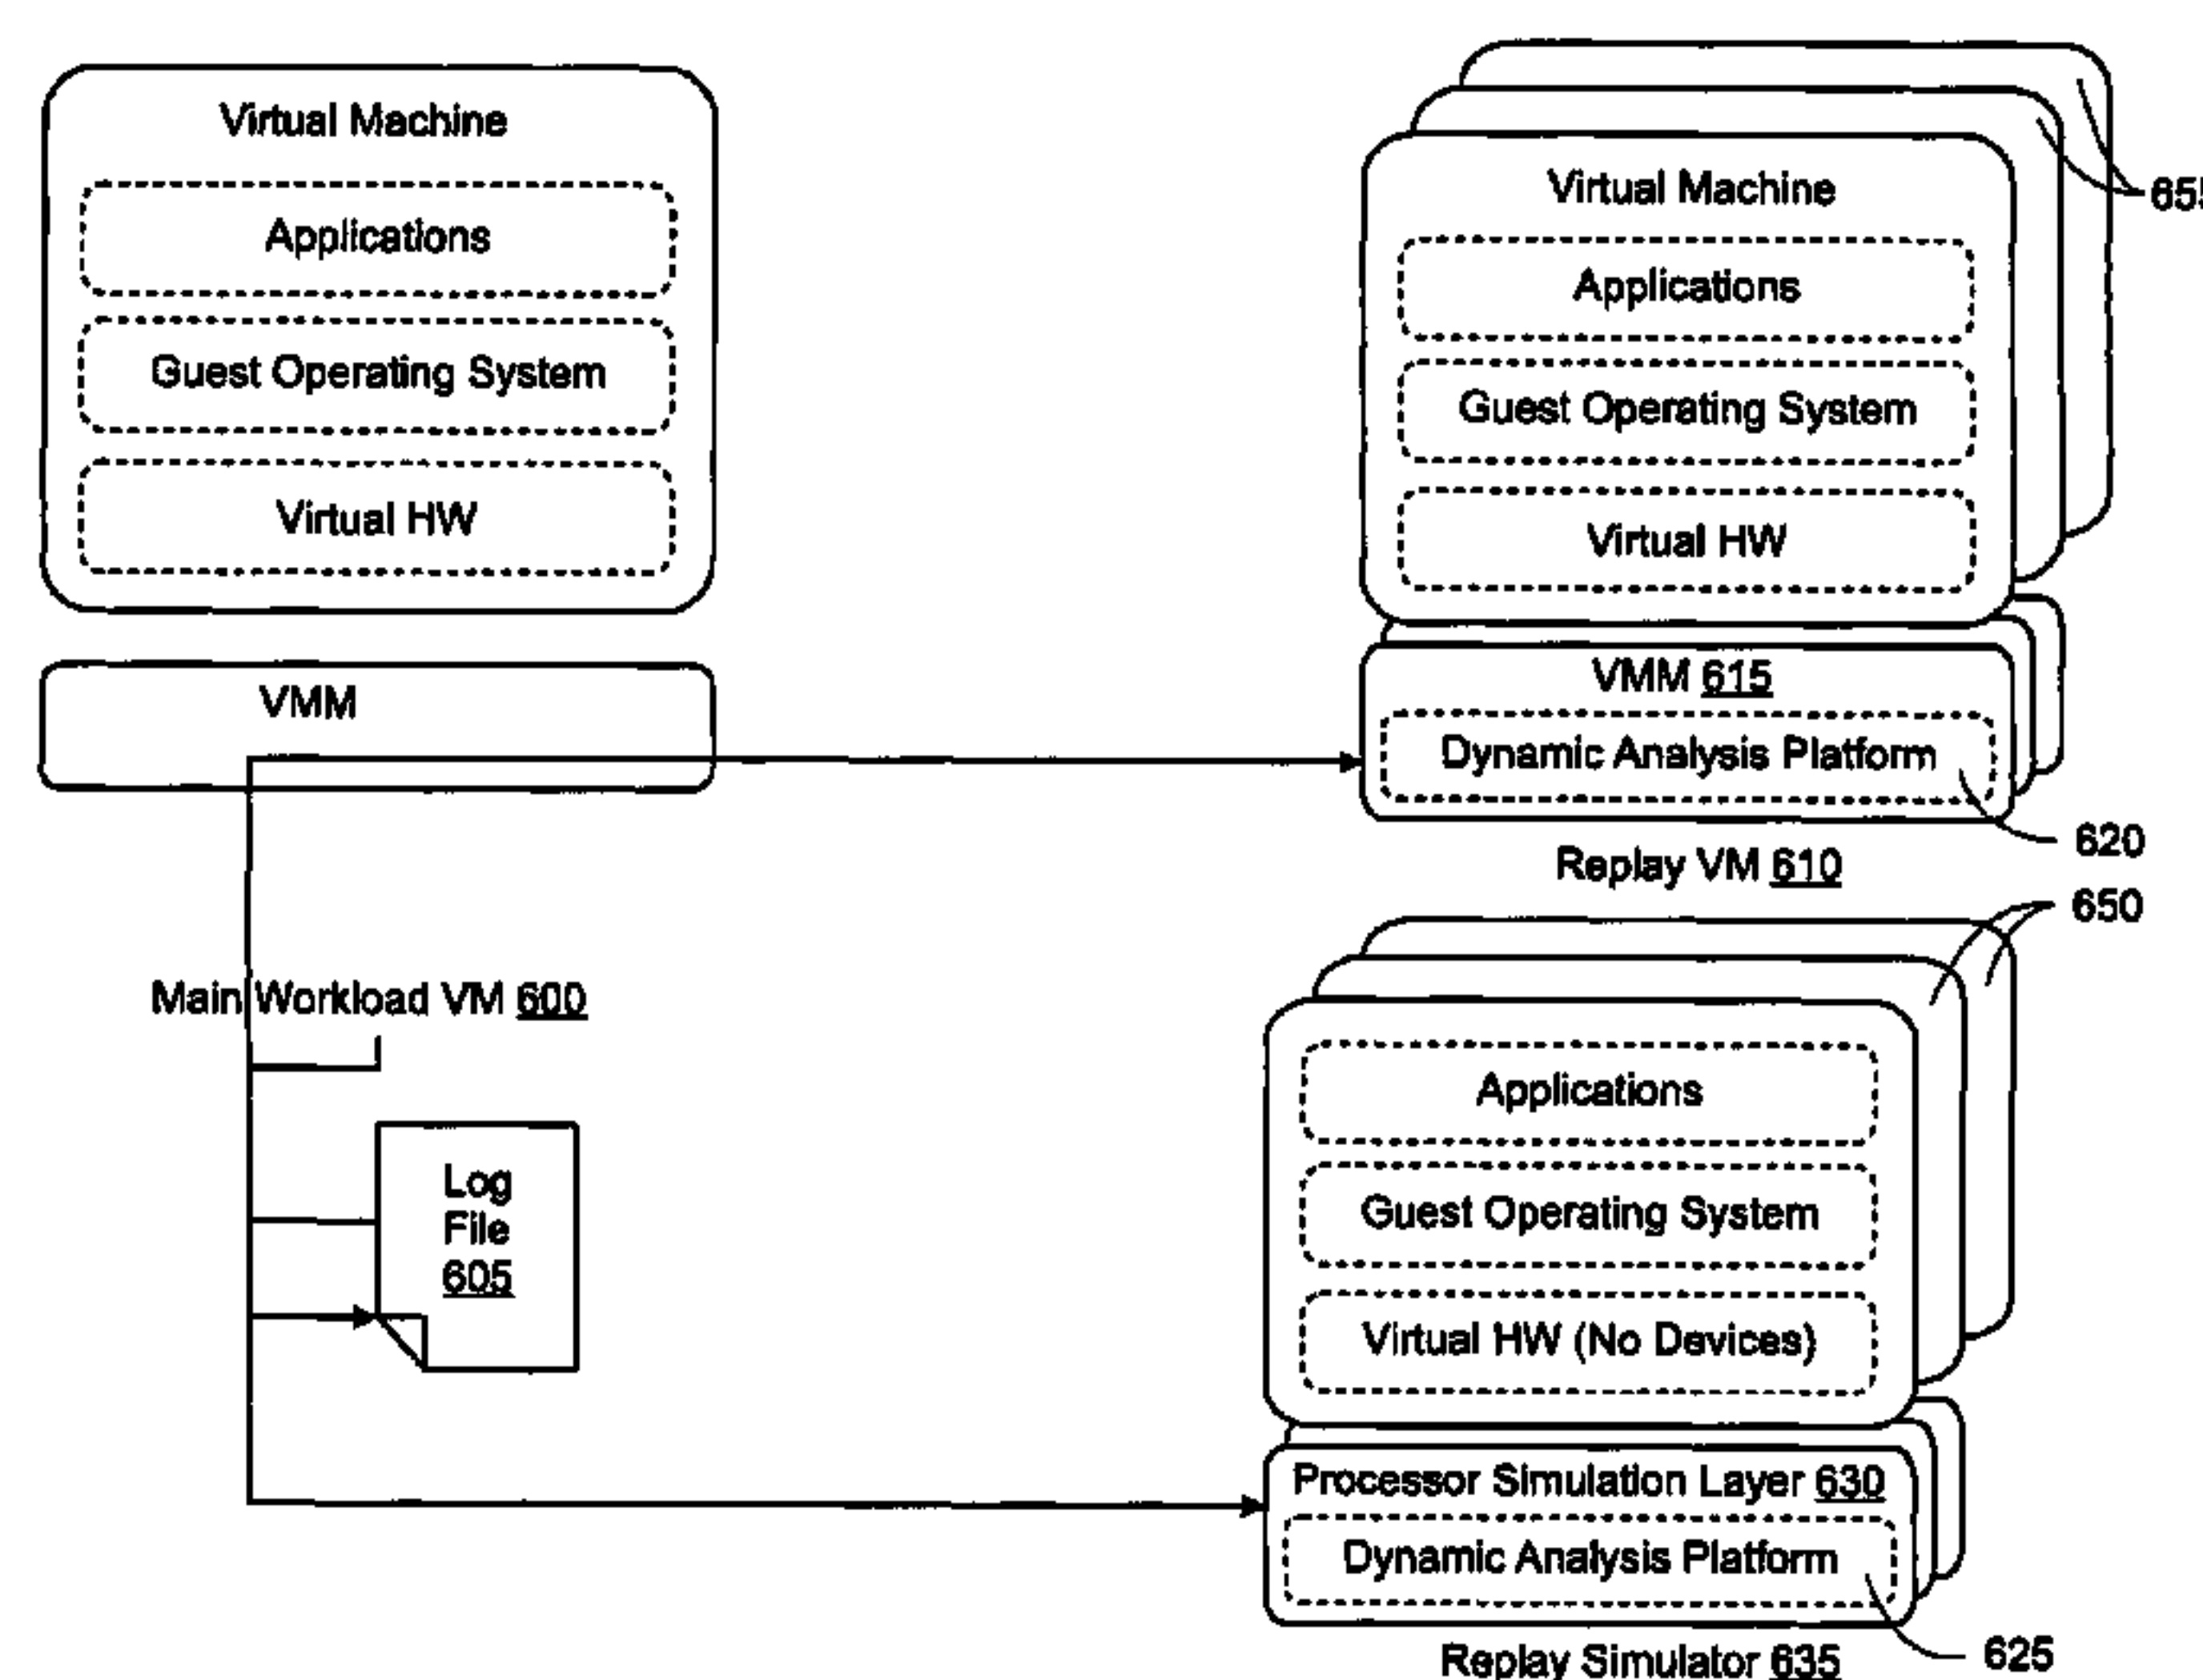 Virtual Machine
Applications
Guest Operating System
Virtual HW
VMM
Main Workload VM 600
Log
File
605
Virtual Machine
Applications
Guest Operating System
Virtual HW
655
VMM 615
Dynamic Analysis Platform
620
Replay VM 610
650
Applications
Guest Operating System
Virtual HW (No Devices)
Processor Simulation Layer 630
Dynamic Analysis Platform
625
Replay Simulator 635